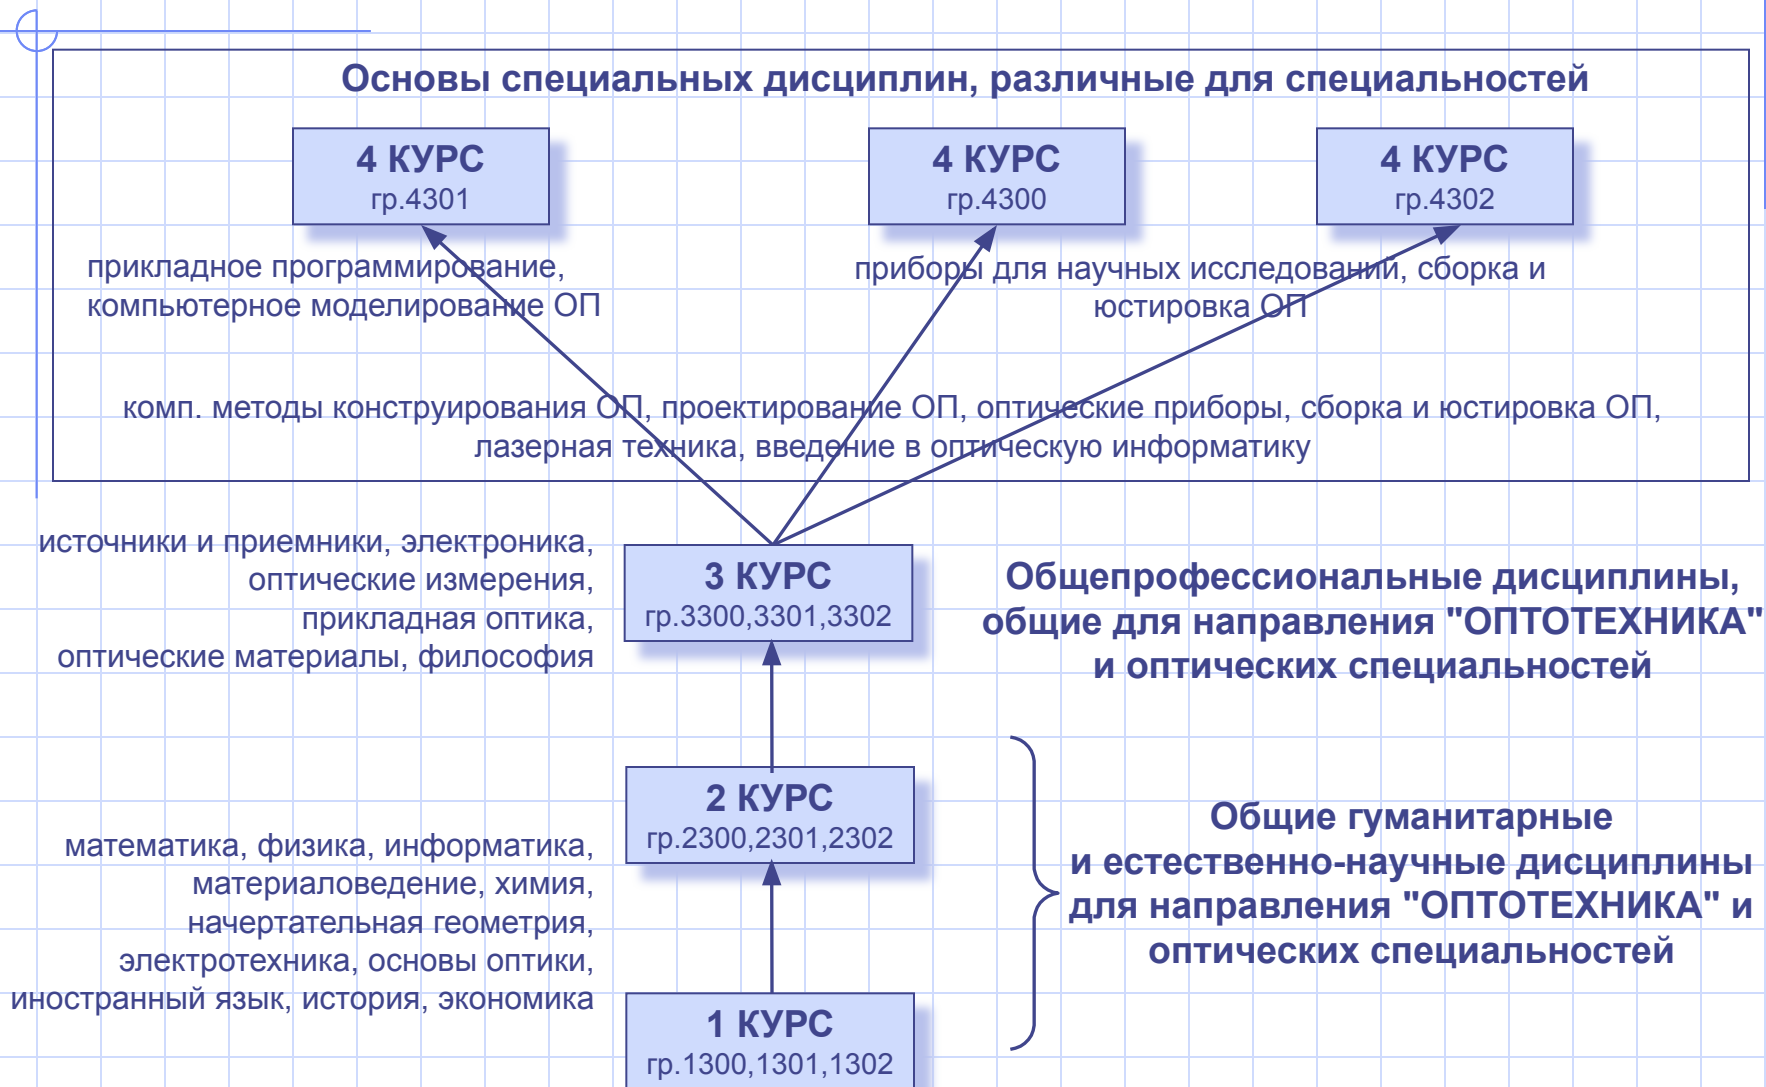 Основы специальных дисциплин, различные для специальностей
4 КУРС
гр.4301
4 КУРС
гр.4300
4 КУРС
гр.4302
прикладное программирование,
компьютерное моделирование ОП
приборы для научных исследований, сборка и
юстировка ОП
комп. методы конструирования ОП, проектирование ОП, оптические приборы, сборка и юстировка ОП,
лазерная техника, введение в оптическую информатику
источники и приемники, электроника,
оптические измерения,
прикладная оптика,
оптические материалы, философия
3 КУРС
гр.3300,3301,3302
Общепрофессиональные дисциплины,
общие для направления "ОПТОТЕХНИКА"
и оптических специальностей
2 КУРС
гр.2300,2301,2302
математика, физика, информатика,
материаловедение, химия,
начертательная геометрия,
электротехника, основы оптики,
иностранный язык, история, экономика
Общие гуманитарные
и естественно-научные дисциплины
для направления "ОПТОТЕХНИКА" и
оптических специальностей
1 КУРС
гр.1300,1301,1302